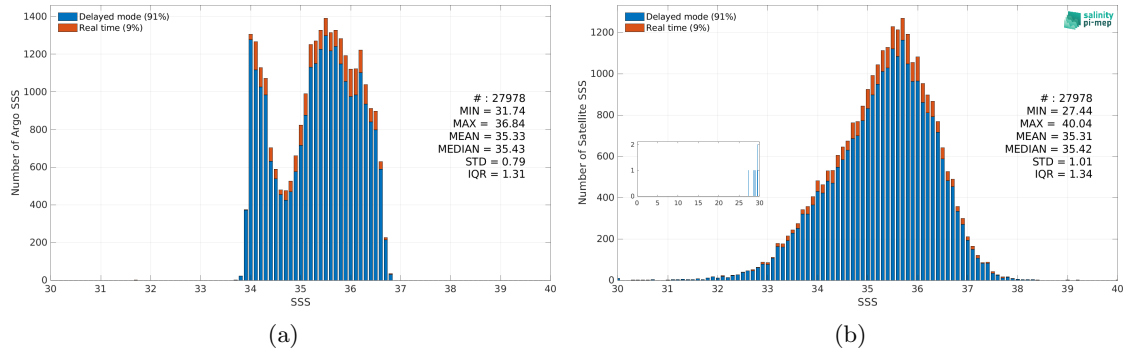 Delayed mode (91%)
Real time (9%)
Number of Argo SSS
1400
1200
1000
800
600
400
200
0
# : 27978
MIN = 31.74
MAX = 36.84
MEAN = 35.33
MEDIAN = 35.43
STD = 0.79
IQR = 1.31
30 31 32 33 34 35 36 37 38 39 40
SSS
(a)
Delayed mode (91%)
Real time (9%)
salinity
pi-mep
Number of Satellite SSS
1200
1000
800
600
400
200
0
# : 27978
MIN = 27.44
MAX = 40.04
MEAN = 35.31
MEDIAN = 35.42
STD = 1.01
IQR = 1.34
2
1
0
0 5 10 15 20 25 30
30 31 32 33 34 35 36 37 38 39 40
SSS
(b)